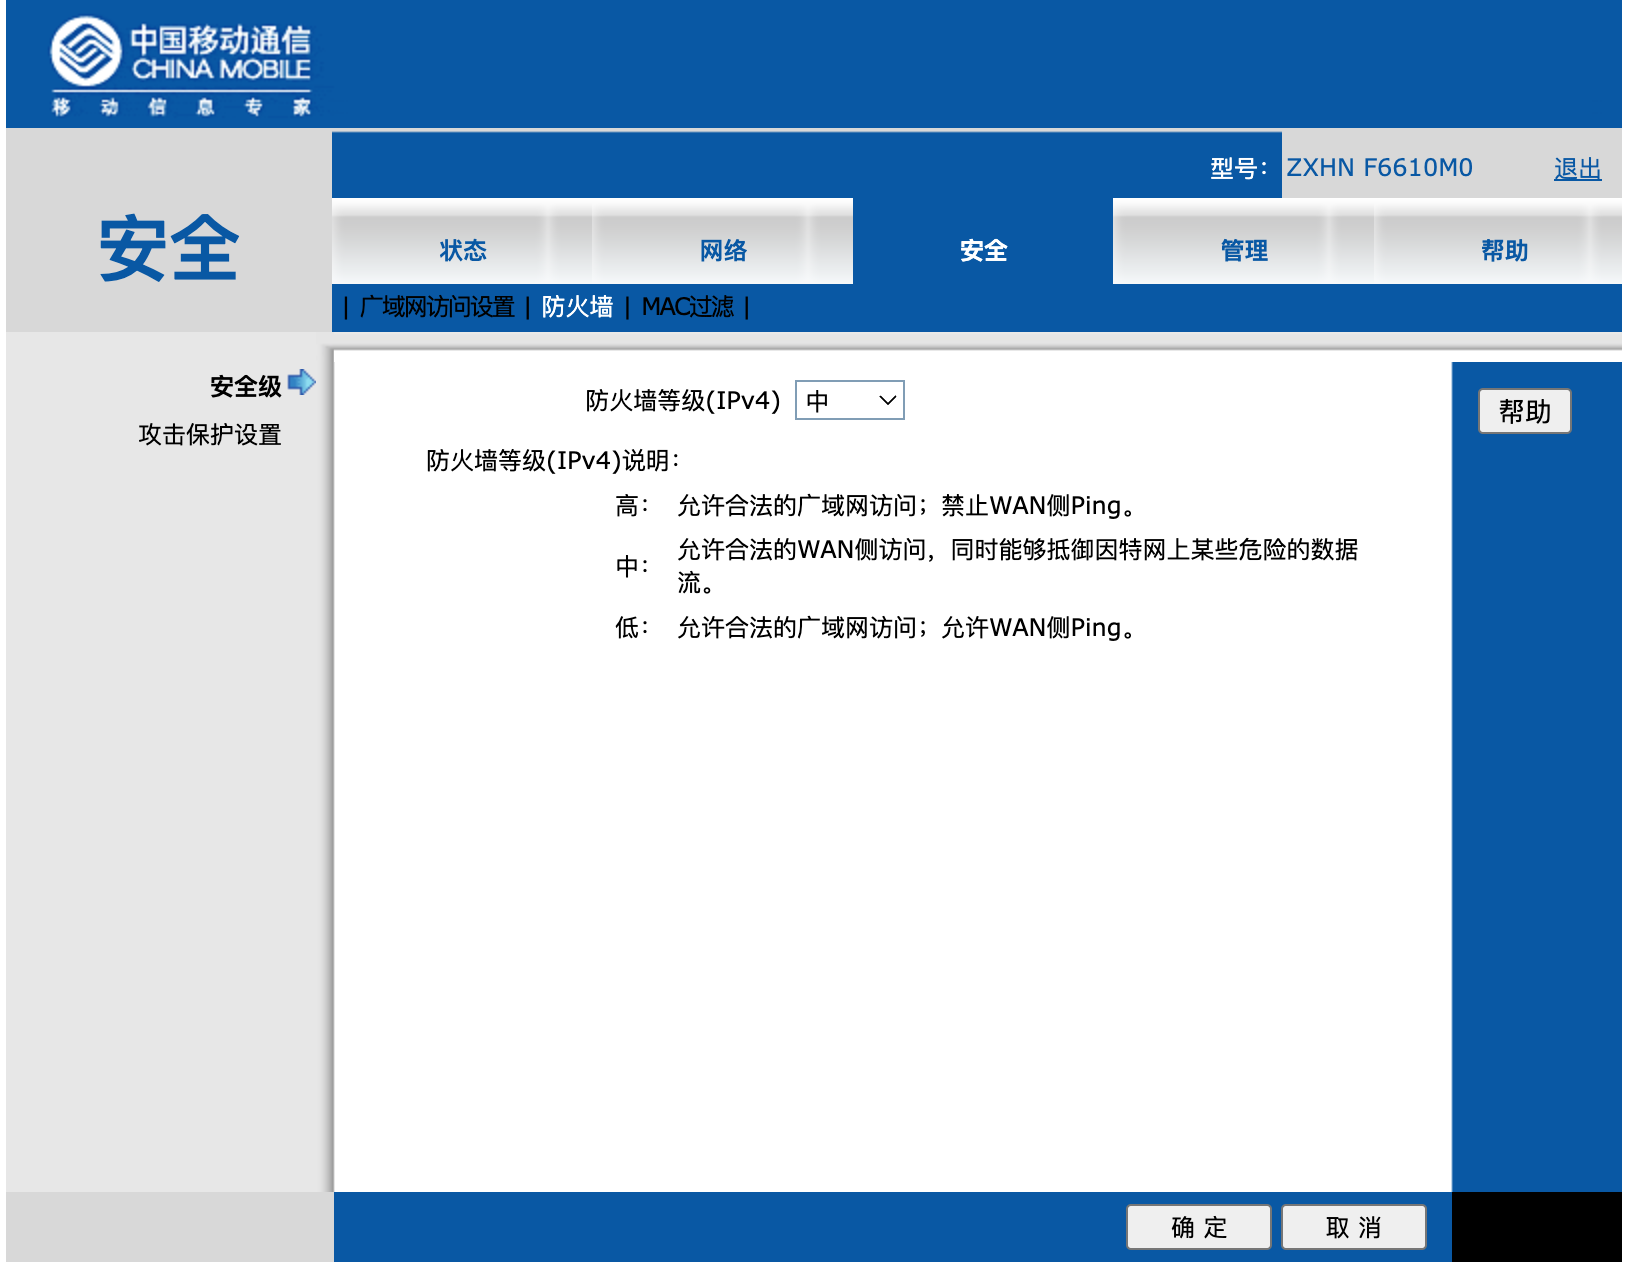 中国移动通信
CHINA MOBILE
移 动 信 息 专 家
型号： ZXHN F6610M0 退出
安全
状态 网络 安全 管理 帮助
| 广域网访问设置 | 防火墙 | MAC过滤 |
安全级
攻击保护设置
防火墙等级(IPv4) 中
帮助
防火墙等级(IPv4)说明：
高： 允许合法的广域网访问；禁止WAN侧Ping。
中： 允许合法的WAN侧访问，同时能够抵御因特网上某些危险的数据
流。
低： 允许合法的广域网访问；允许WAN侧Ping。
确 定 取 消